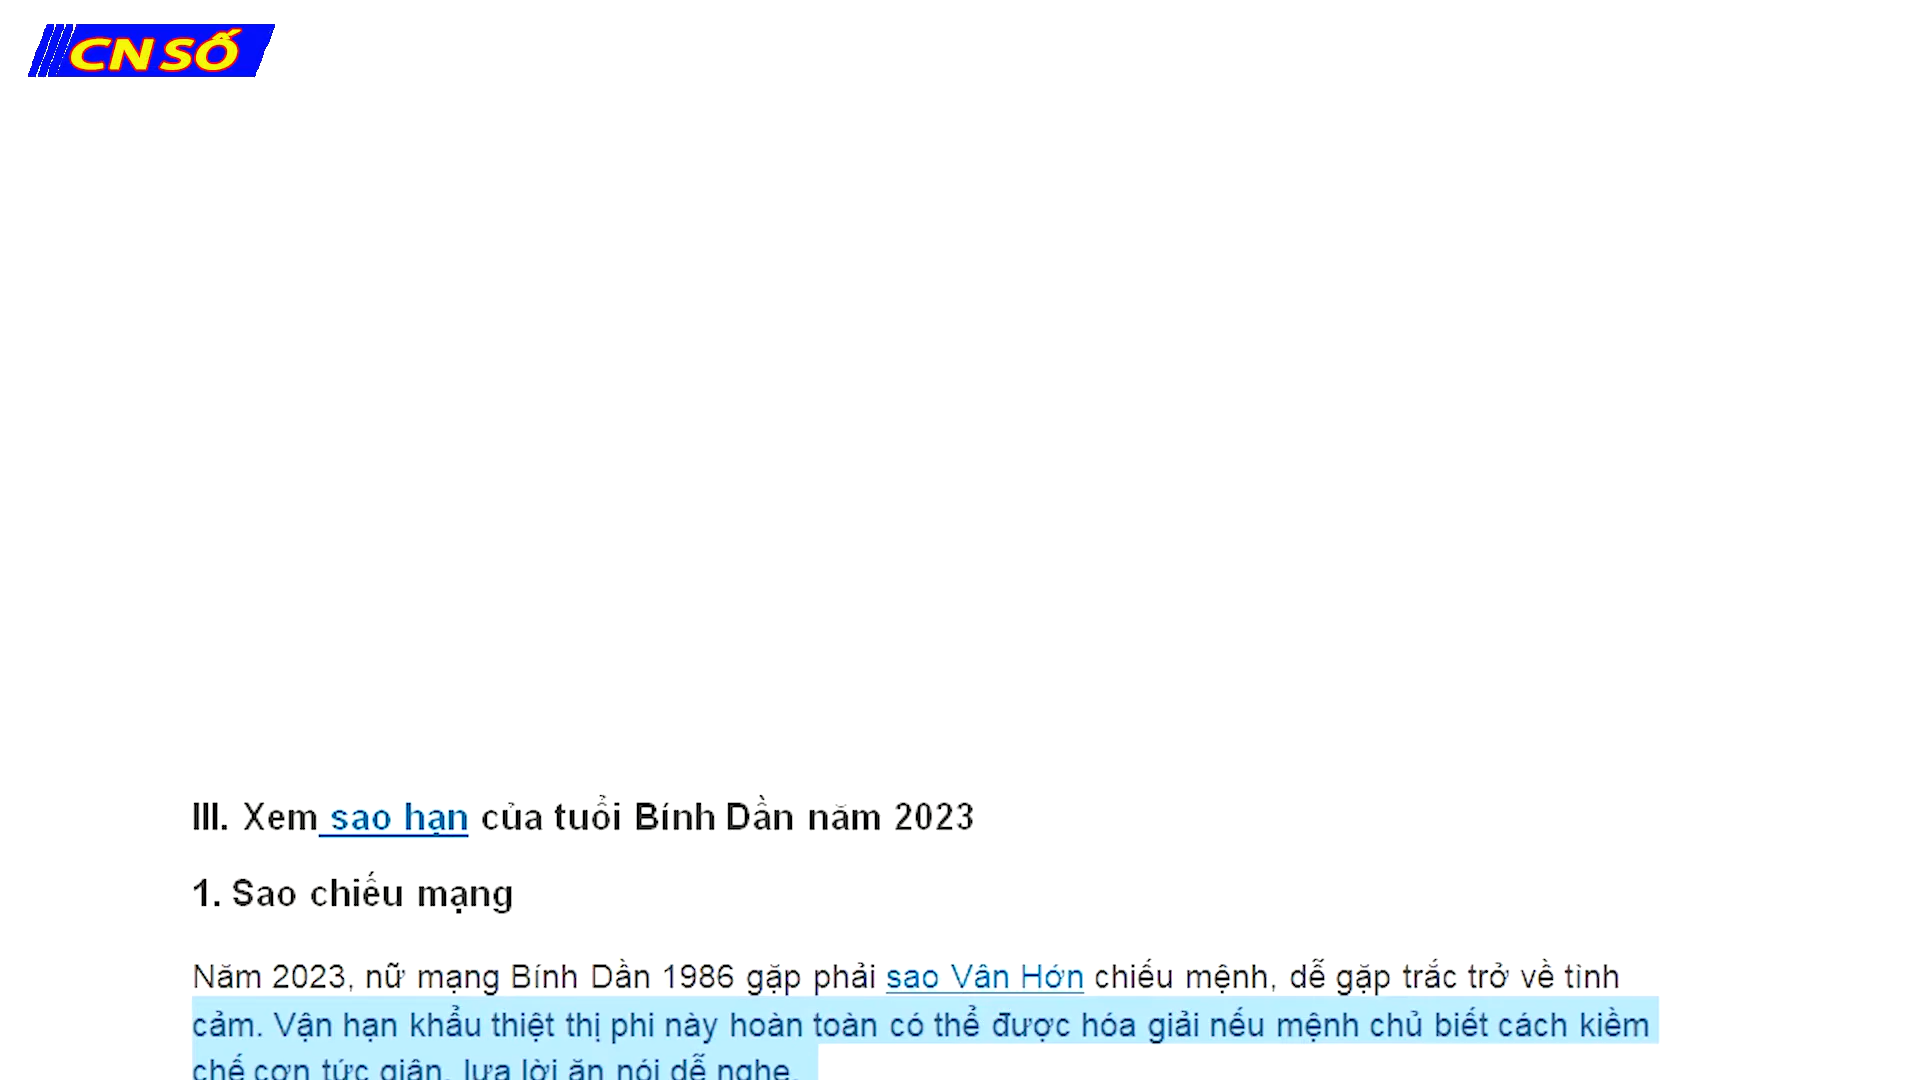 CN SỐ
III. Xem sao hạn của tuổi Bính Dần năm 2023
1. Sao chiếu mạng
Năm 2023, nữ mạng Bính Dần 1986 gặp phải sao Vân Hớn chiếu mệnh, dễ gặp trắc trở về tình
cảm. Vận hạn khẩu thiệt thị phi này hoàn toàn có thể được hóa giải nếu mệnh chủ biết cách kiềm
chế cơn tức giận, lựa lời ăn nói dễ nghe.